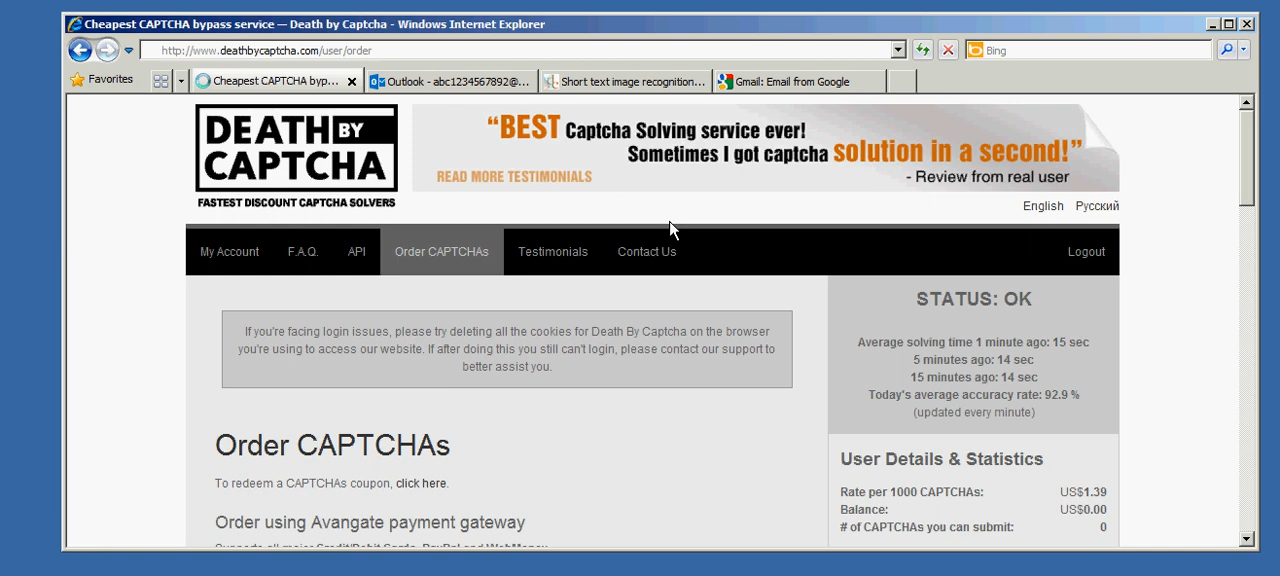 Cheapest CAPTCHA bypass service — Death by Captcha - Windows Internet Explorer
http://www.deathbycaptcha.com/user/order
Bing
Favorites
Cheapest CAPTCHA byp...
Outlook - abc1234567892@...
Short text image recognition...
Gmail: Email from Google
DEATH BY
CAPTCHA
FASTEST DISCOUNT CAPTCHA SOLVERS
“BEST Captcha Solving service ever!
Sometimes I got captcha solution in a second!”
READ MORE TESTIMONIALS
- Review from real user
English Русский
My Account F.A.Q. API Order CAPTCHAs Testimonials Contact Us Logout
If you're facing login issues, please try deleting all the cookies for Death By Captcha on the browser
you're using to access our website. If after doing this you still can't login, please contact our support to
better assist you.
Order CAPTCHAs
To redeem a CAPTCHAs coupon, click here.
Order using Avangate payment gateway
Supports all major Credit/Debit Cards, PayPal and WebMoney
STATUS: OK
Average solving time 1 minute ago: 15 sec
5 minutes ago: 14 sec
15 minutes ago: 14 sec
Today's average accuracy rate: 92.9 %
(updated every minute)
User Details & Statistics
Rate per 1000 CAPTCHAs: US$1.39
Balance: US$0.00
# of CAPTCHAs you can submit: 0